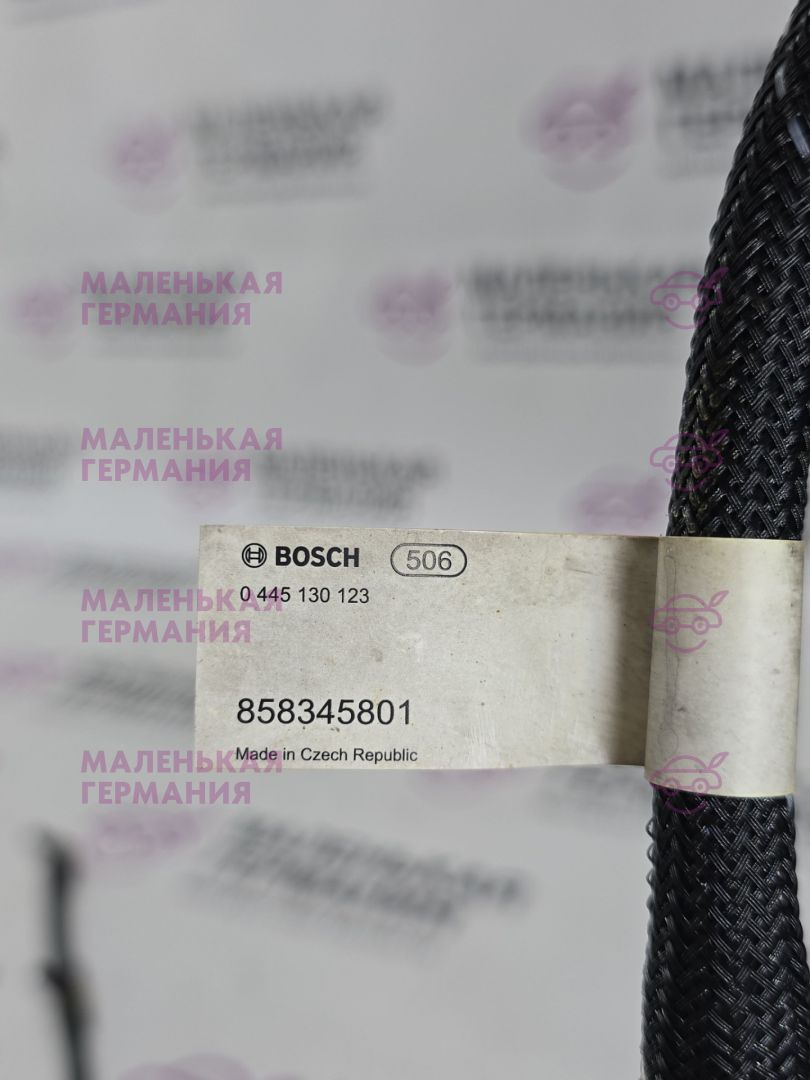 МАЛЕНЬКАЯ
ГЕРМАНИЯ
МАЛЕНЬКАЯ
ГЕРМАНИЯ
BOSCH 506
0 445 130 123
МАЛЕНЬКАЯ
ГЕРМАНИЯ
858345801
Made in Czech Republic
МАЛЕНЬКАЯ
ГЕРМАНИЯ